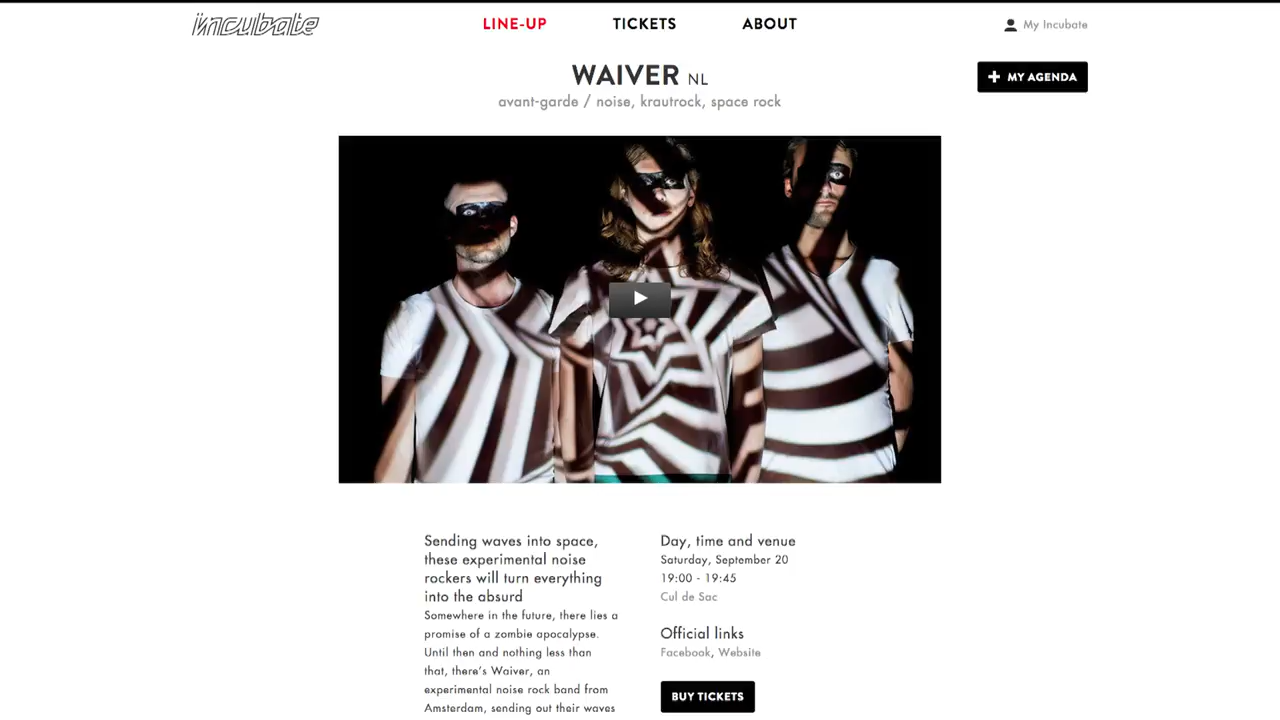 incubate
LINE-UP
TICKETS
ABOUT
My Incubate
WAIVER NL
MY AGENDA
avant-garde / noise, krautrock, space rock
Sending waves into space,
these experimental noise
rockers will turn everything
into the absurd
Somewhere in the future, there lies a
promise of a zombie apocalypse.
Until then and nothing less than
that, there's Waiver, an
experimental noise rock band from
Amsterdam, sending out their waves
Day, time and venue
Saturday, September 20
19:00 - 19:45
Cul de Sac
Official links
Facebook, Website
BUY TICKETS